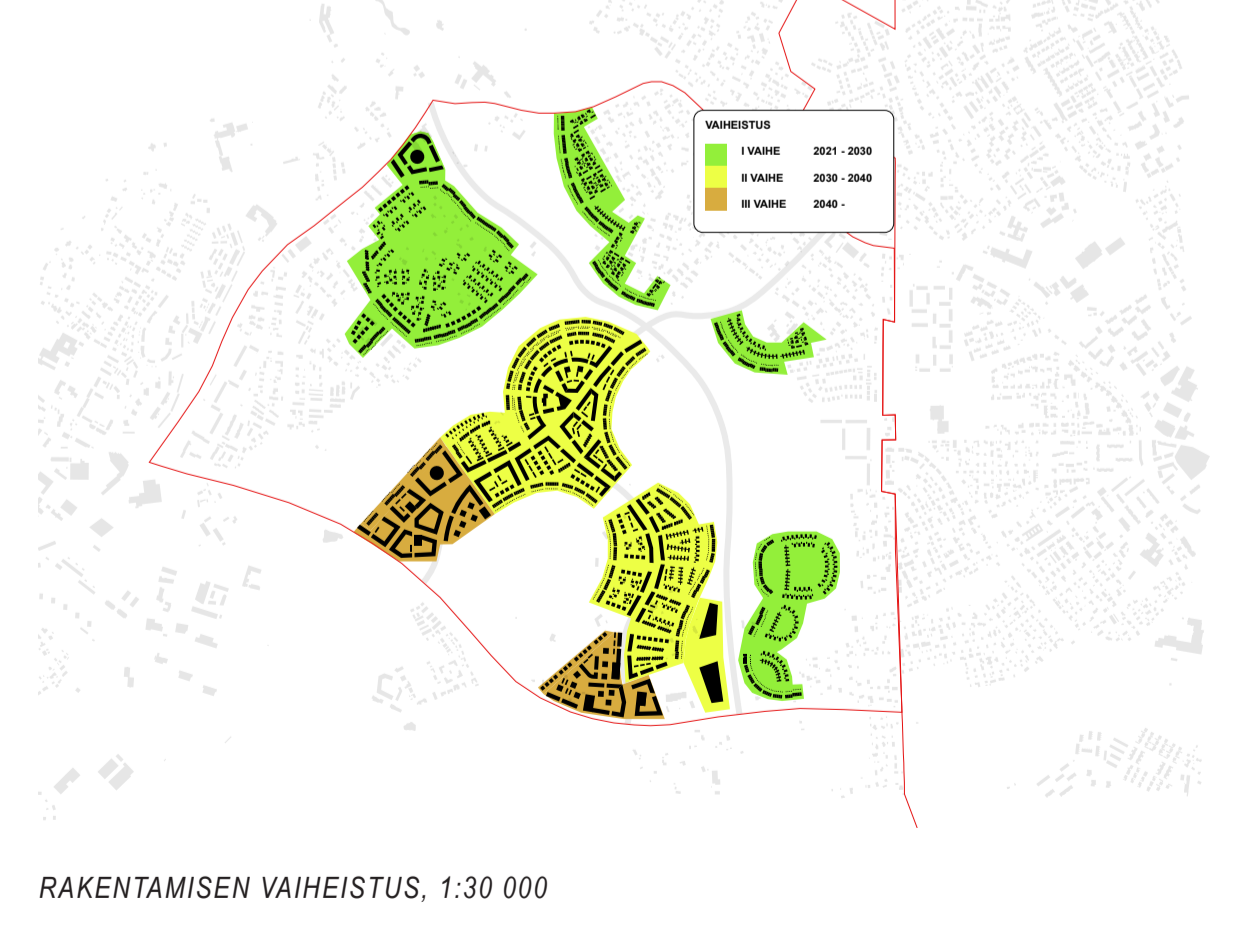 VAIHEISTUS
I VAIHE 2021 - 2030
II VAIHE 2030 - 2040
III VAIHE 2040 -
RAKENTAMISEN VAIHEISTUS, 1:30 000